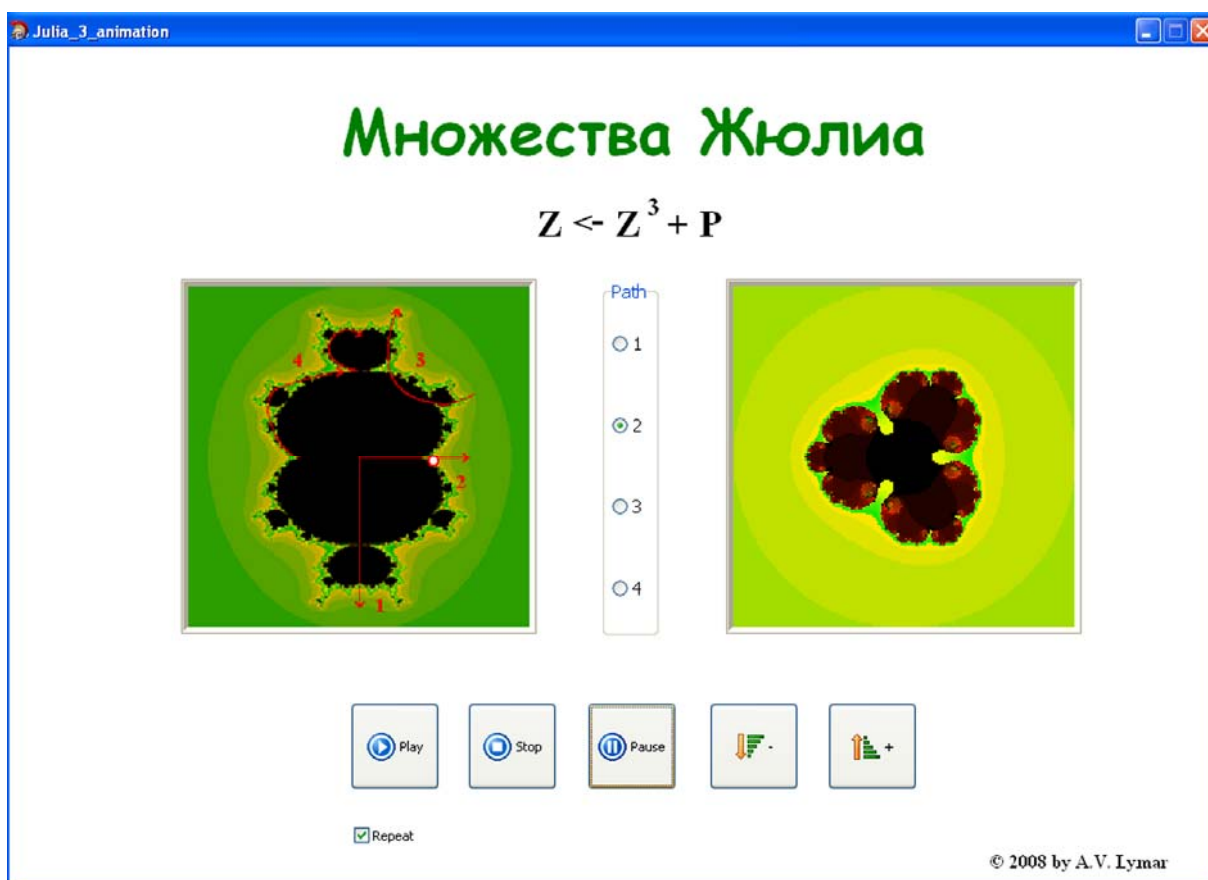 Julia_3_animation
Множества Жюлиа
Z <- Z³ + P
Path
4
3
1
2
2
3
1
4
Play
Stop
Pause
-
+
Repeat
© 2008 by A.V. Lymar